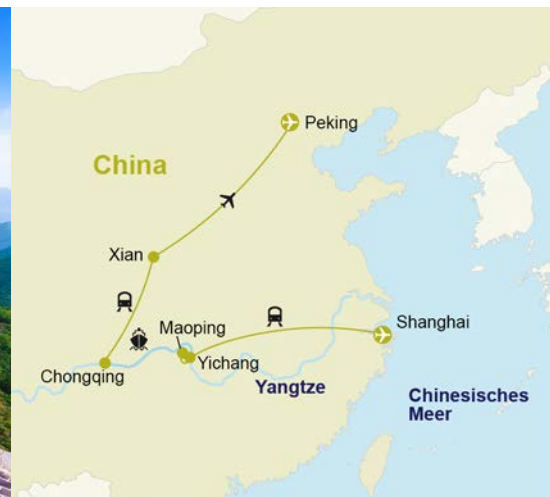 Peking
China
Xian
Maoping
Shanghai
Yichang
Chongqing
Yangtze
Chinesisches
Meer